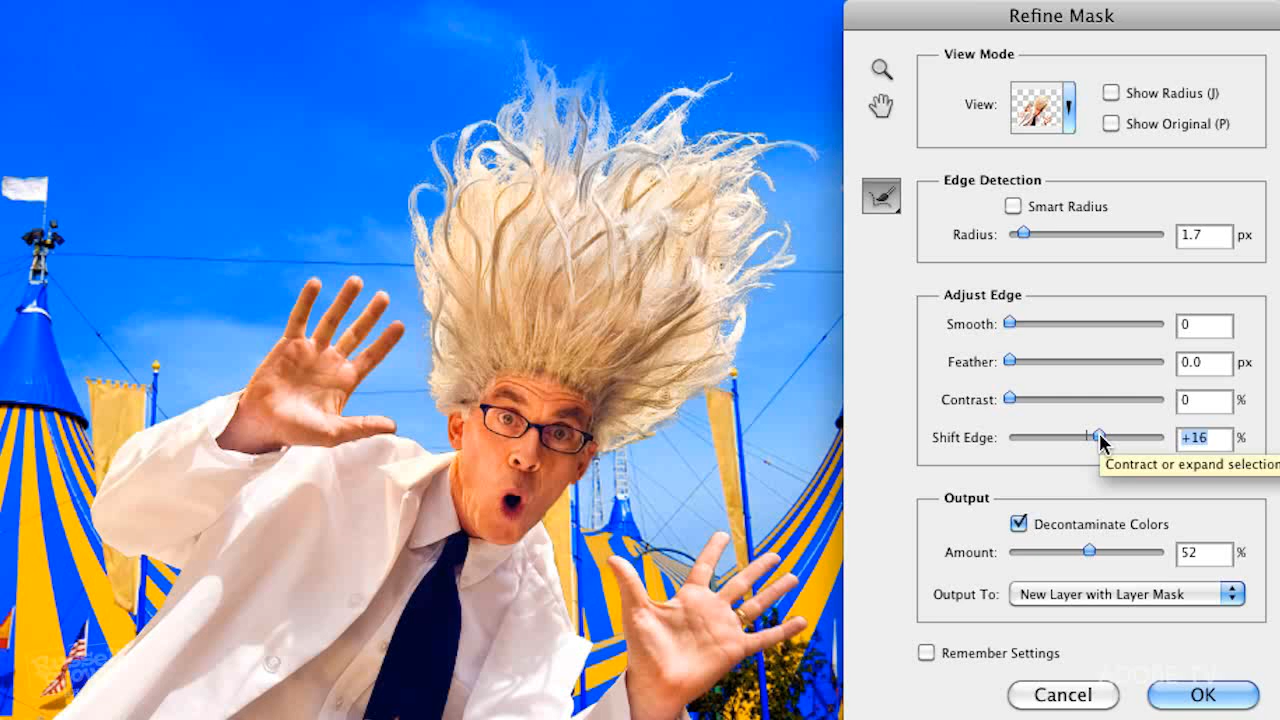 Refine Mask
View Mode
View:
Show Radius (J)
Show Original (P)
Edge Detection
Smart Radius
Radius: 1.7 px
Adjust Edge
Smooth: 0
Feather: 0.0 px
Contrast: 0 %
Shift Edge: +16 %
Contract or expand selection
Output
Decontaminate Colors
Amount: 52 %
Output To: New Layer with Layer Mask
Remember Settings
ADOBE TV
Cancel OK